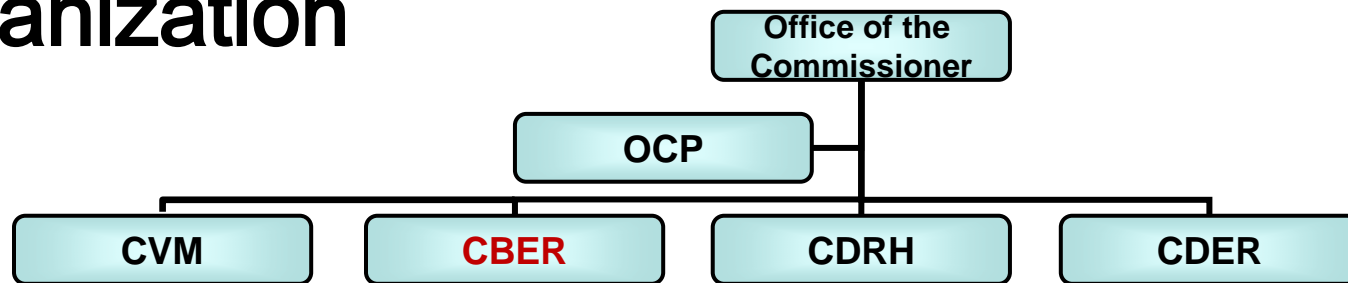 anization
Office of the
Commissioner
OCP
CVM
CBER
CDRH
CDER